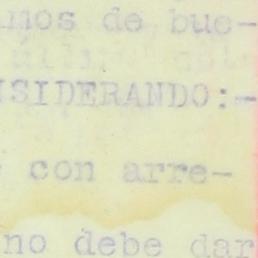 mos de bue-
SIDERANDO:-
con arre-
no debe dar